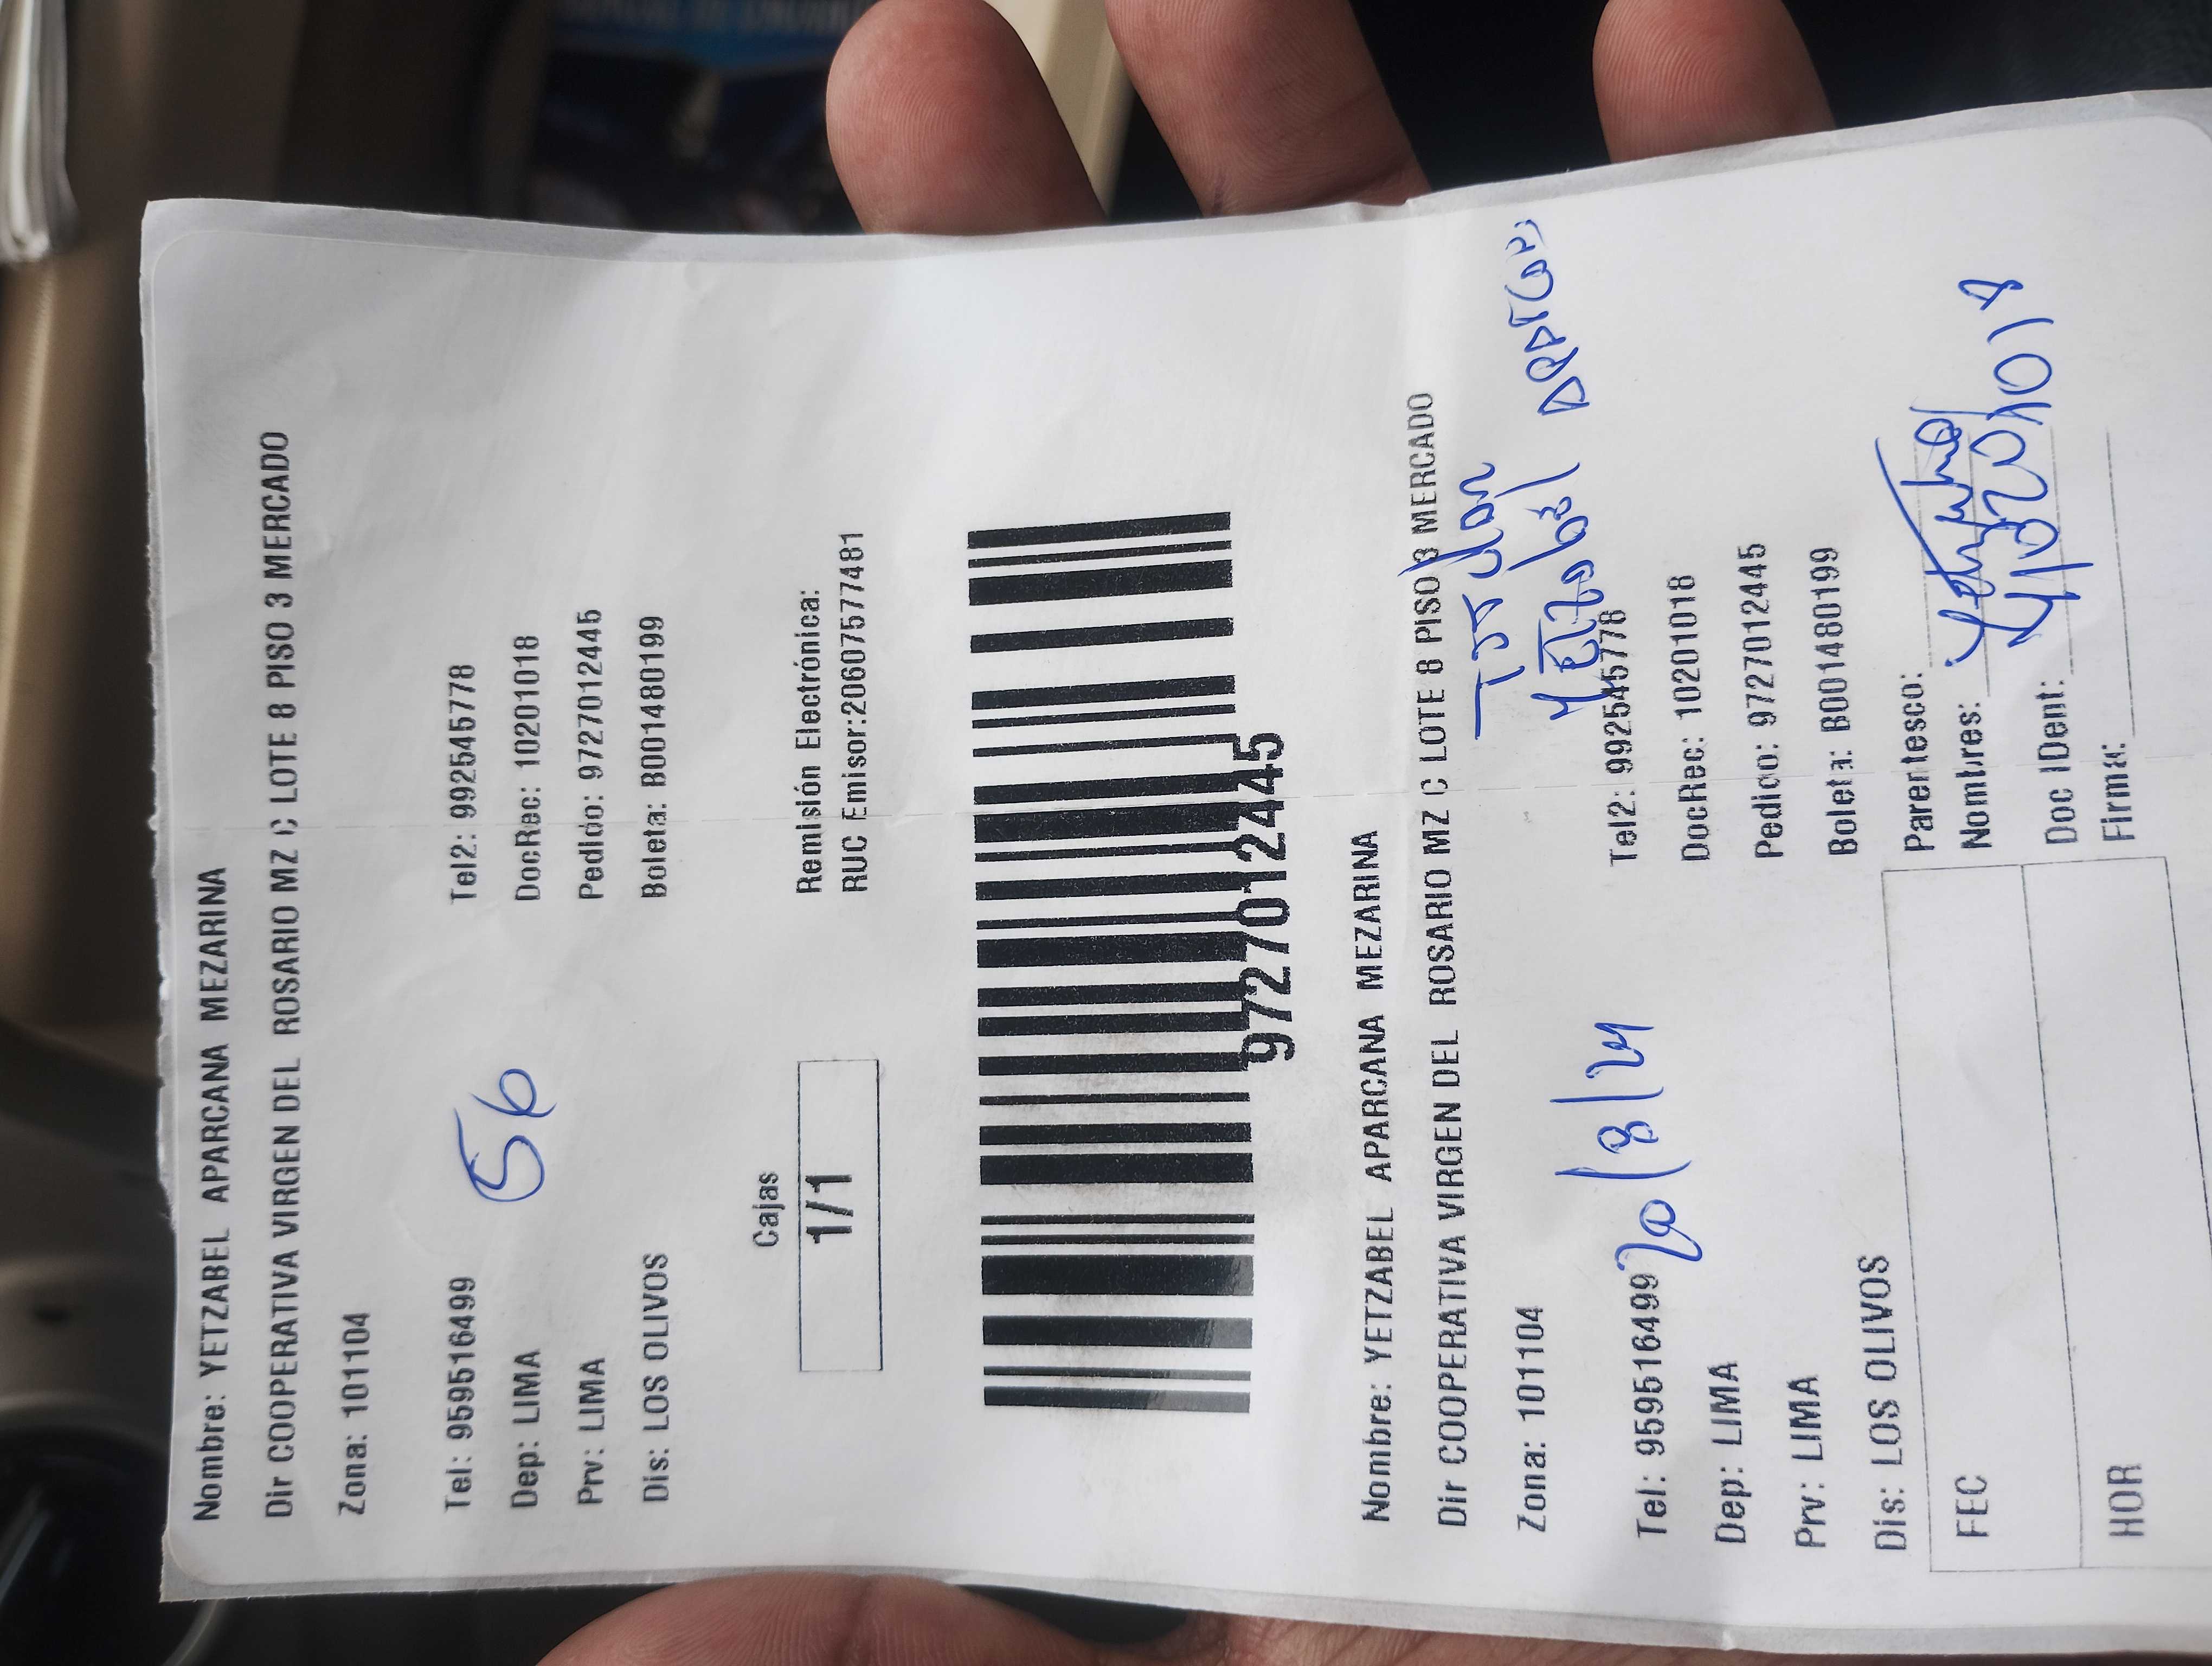 Nombre: YETZABEL APARCANA MEZARINA
Dir COOPERATIVA VIRGEN DEL ROSARIO MZ C LOTE 8 PISO 3 MERCADO
Zona: 101104
Tel: 959516499 Tel2: 992545778
56
Dep: LIMA DocRec: 10201018
Prv: LIMA Pedido: 9727012445
Dis: LOS OLIVOS Boleta: B001480199
Cajas
1/1
Remisión Electrónica:
RUC Emisor:20607577481
9727012445
Nombre: YETZABEL APARCANA MEZARINA
Dir COOPERATIVA VIRGEN DEL ROSARIO MZ C LOTE 8 PISO 3 MERCADO
Zona: 101104
20/8/24
Tel: 959516499 Tel2: 992545778
Dep: LIMA DocRec: 10201018
Prv: LIMA Pedido: 9727012445
Dis: LOS OLIVOS Boleta: B001480199
FEC
HOR
Parentesco:
Nombres:
Doc IDent:
Firma: